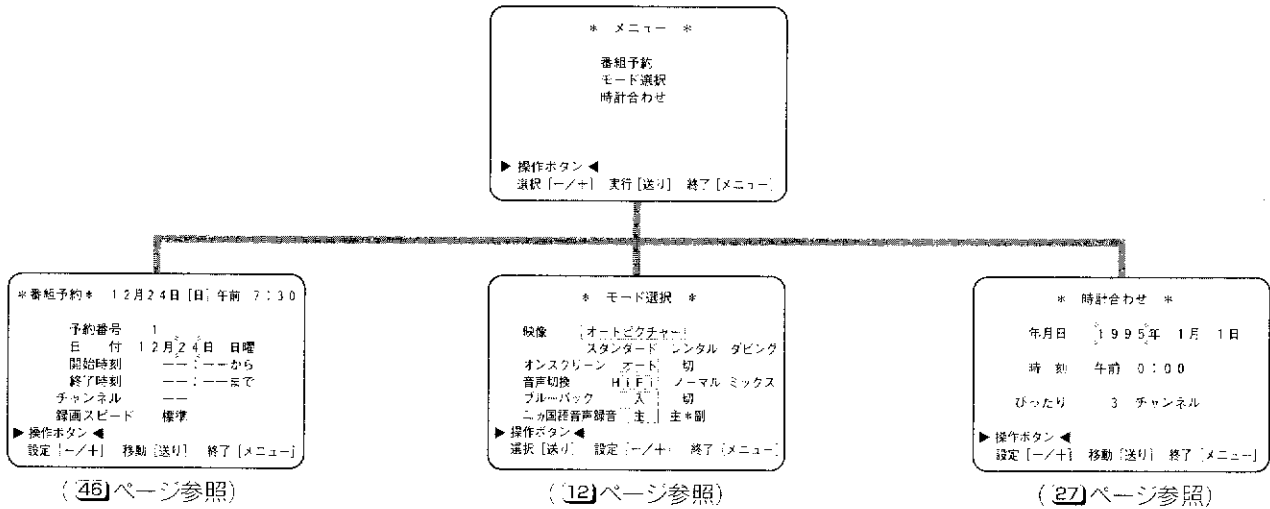 * メニュー *
番組予約
モード選択
時計合わせ
▶ 操作ボタン ◀
選択 [−/+] 実行 [送り] 終了 [メニュー]
*番組予約* 12月24日 [日] 午前 7:30
予約番号 1
日 付 12月24日 日曜
開始時刻 −−:−−から
終了時刻 −−:−−まで
チャンネル −−
録画スピード 標準
▶ 操作ボタン ◀
設定 [−/+] 移動 [送り] 終了 [メニュー]
(46ページ参照)
* モード選択 *
映像 オートピクチャー
スタンダード レンタル ダビング
オンスクリーン オート 切
音声切換 HiFi ノーマル ミックス
ブルーバック 入 切
二カ国語音声録音 主 主*副
▶ 操作ボタン ◀
選択 [送り] 設定 [−/+] 終了 [メニュー]
(12ページ参照)
* 時計合わせ *
年月日 1995年 1月 1日
時 刻 午前 0:00
ぴったり 3 チャンネル
▶ 操作ボタン ◀
設定 [−/+] 移動 [送り] 終了 [メニュー]
(27ページ参照)